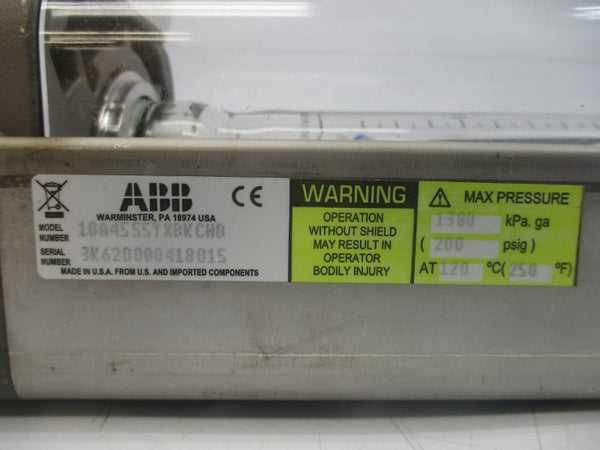 ABB
CE
WARMINSTER, PA 18974 USA
MODEL NUMBER 10A4555YXBKCHD
SERIAL NUMBER 3K620000418015
MADE IN U.S.A. FROM U.S. AND IMPORTED COMPONENTS
WARNING
OPERATION
WITHOUT SHIELD
MAY RESULT IN
OPERATOR
BODILY INJURY
MAX PRESSURE
1380 kPa. ga
( 200 psig )
AT 120 ºC( 250 ºF)